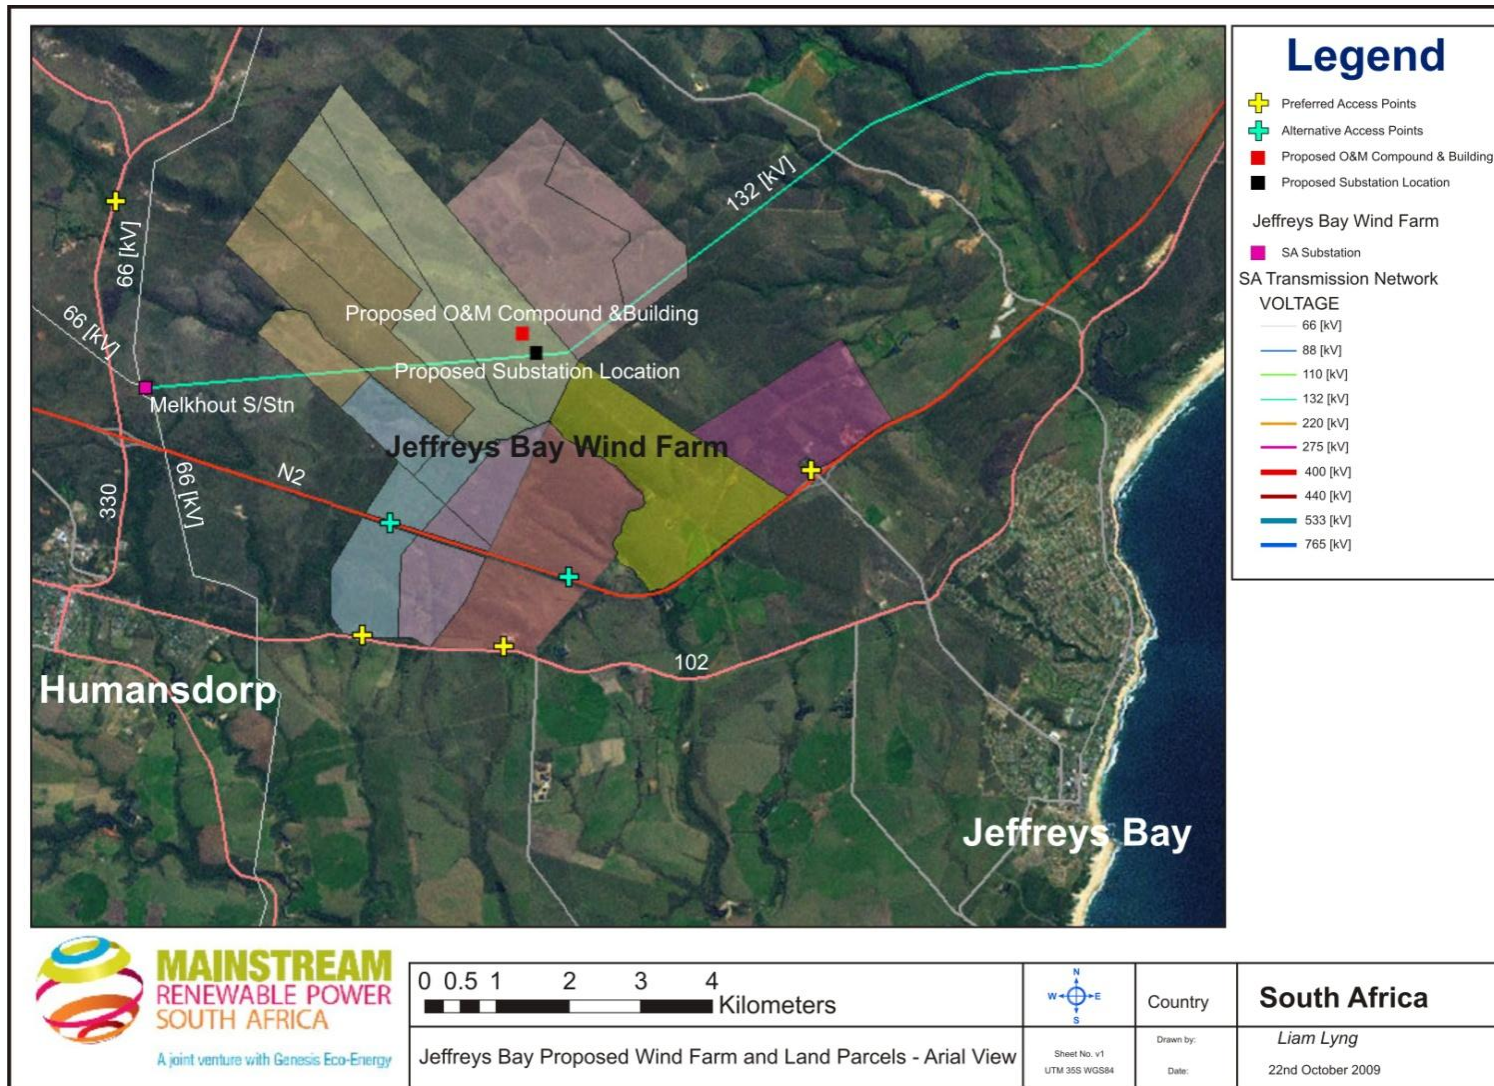 Legend
Preferred Access Points
Alternative Access Points
Proposed O&M Compound & Building
Proposed Substation Location
Jeffreys Bay Wind Farm
SA Substation
SA Transmission Network
VOLTAGE
66 [kV]
88 [kV]
110 [kV]
132 [kV]
220 [kV]
275 [kV]
400 [kV]
440 [kV]
533 [kV]
765 [kV]
132 [kV]
66 [kV]
66 [kV]
Proposed O&M Compound &Building
Proposed Substation Location
Melkhout S/Stn
Jeffreys Bay Wind Farm
N2
66 [kV]
330
102
Humansdorp
Jeffreys Bay
MAINSTREAM
RENEWABLE POWER
SOUTH AFRICA
A joint venture with Genesis Eco-Energy
0 0.5 1 2 3 4
Kilometers
Jeffreys Bay Proposed Wind Farm and Land Parcels - Arial View
N
W E
S
Sheet No. v1
UTM 35S WGS84
Country
South Africa
Drawn by:
Liam Lyng
Date:
22nd October 2009